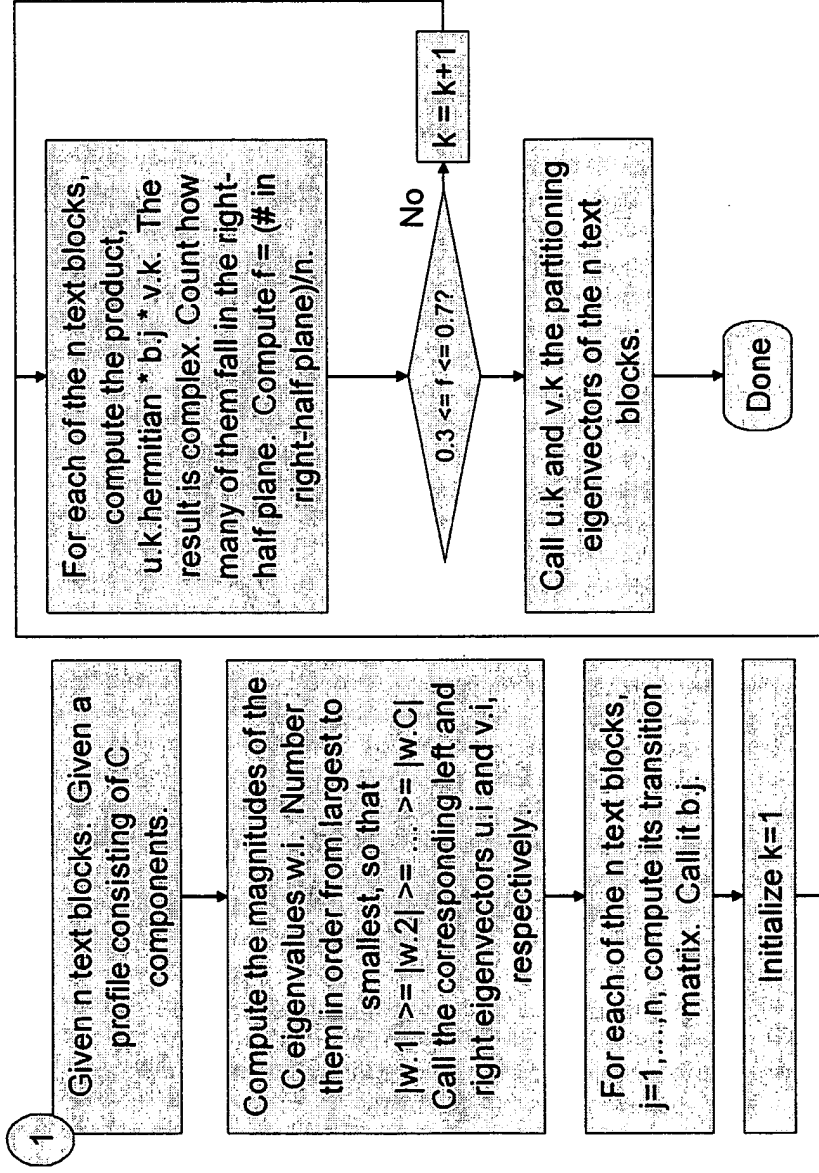 1
Given n text blocks. Given a
profile consisting of C
components.
Compute the magnitudes of the
C eigenvalues w.i. Number
them in order from largest to
smallest, so that
|w.1| >= |w.2| >= .... >= |w.C|
Call the corresponding left and
right eigenvectors u.i and v.i,
respectively.
For each of the n text blocks,
j=1,....,n, compute its transition
matrix. Call it b.j.
Initialize k=1
For each of the n text blocks,
compute the product,
u.k.hermitian * b.j * v.k. The
result is complex. Count how
many of them fall in the right-
half plane. Compute f = (# in
right-half plane)/n.
0.3 <= f <= 0.7?
No
k = k+1
Call u.k and v.k the partitioning
eigenvectors of the n text
blocks.
Done